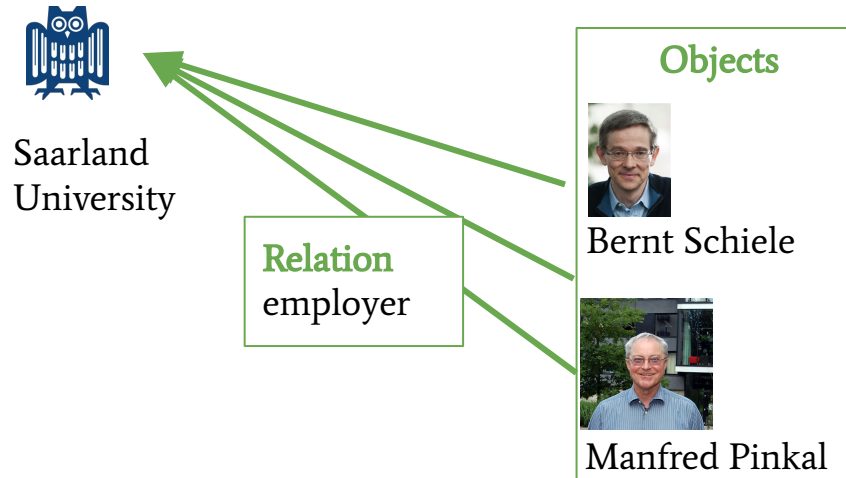 Objects
Saarland
University
Bernt Schiele
Relation
employer
Manfred Pinkal